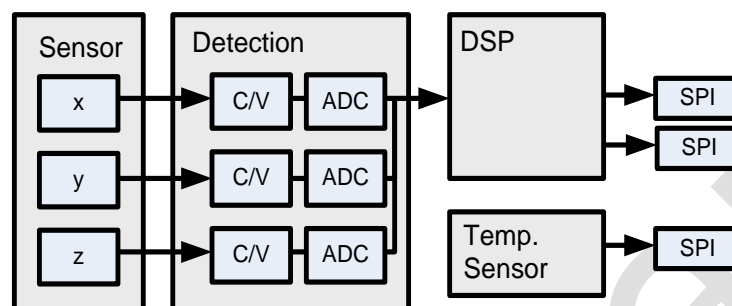 Sensor
Detection
DSP
x
C/V
ADC
SPI
y
C/V
ADC
SPI
z
C/V
ADC
Temp.
Sensor
SPI